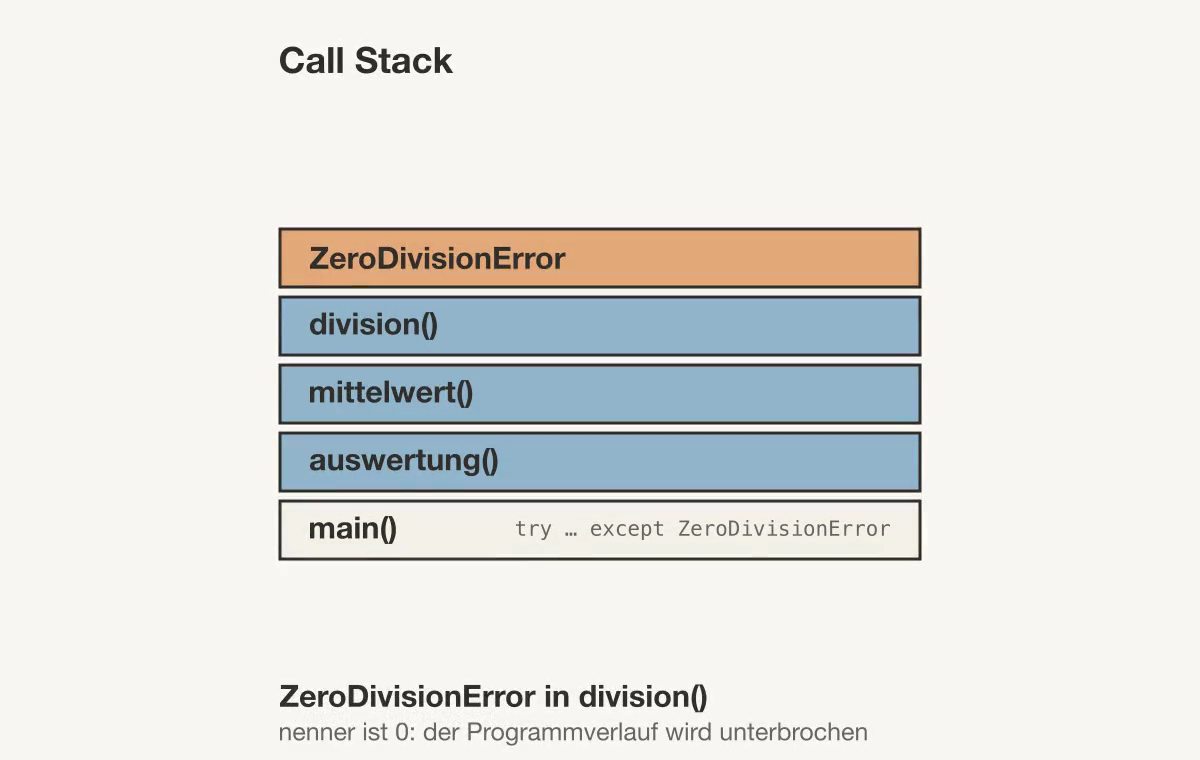 Call Stack
ZeroDivisionError
division()
mittelwert()
auswertung()
main() try … except ZeroDivisionError
ZeroDivisionError in division()
nenner ist 0: der Programmverlauf wird unterbrochen